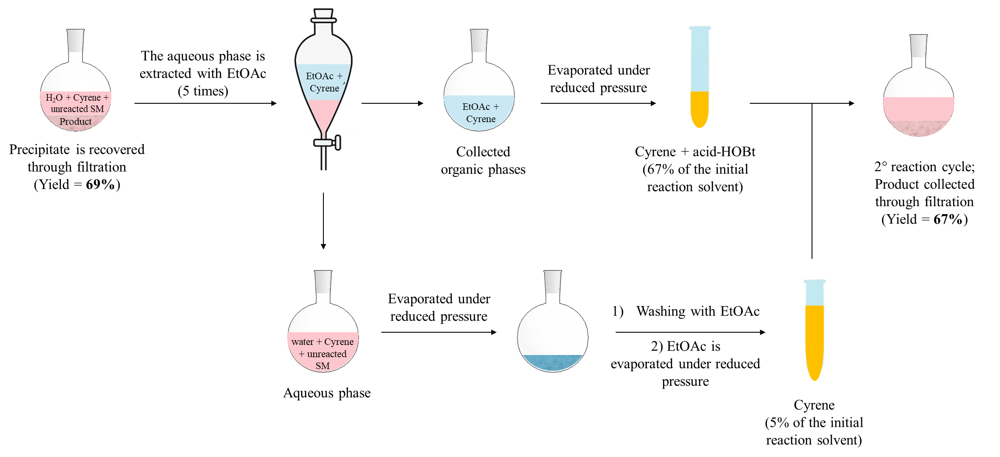 H₂O + Cyrene +
unreacted SM
Product
Precipitate is recovered
through filtration
(Yield = 69%)
The aqueous phase is
extracted with EtOAc
(5 times)
EtOAc +
Cyrene
EtOAc +
Cyrene
Collected
organic phases
Evaporated under
reduced pressure
Cyrene + acid-HOBt
(67% of the initial
reaction solvent)
2° reaction cycle;
Product collected
through filtration
(Yield = 67%)
water + Cyrene
+ unreacted
SM
Aqueous phase
Evaporated under
reduced pressure
1) Washing with EtOAc
2) EtOAc is
evaporated under reduced
pressure
Cyrene
(5% of the initial
reaction solvent)